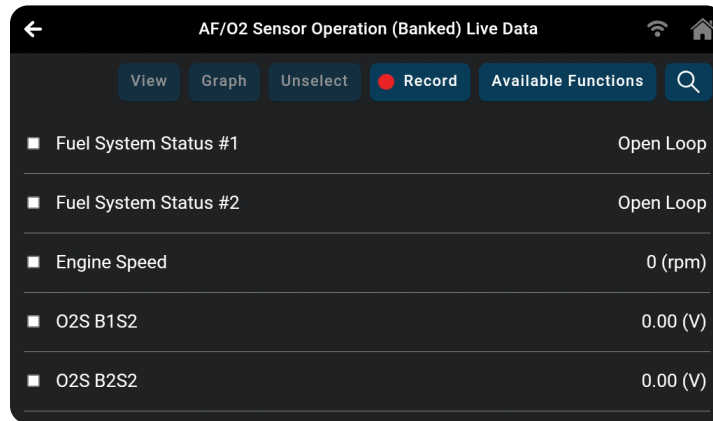 AF/O2 Sensor Operation (Banked) Live Data
View Graph Unselect Record Available Functions
Fuel System Status #1 Open Loop
Fuel System Status #2 Open Loop
Engine Speed 0 (rpm)
O2S B1S2 0.00 (V)
O2S B2S2 0.00 (V)